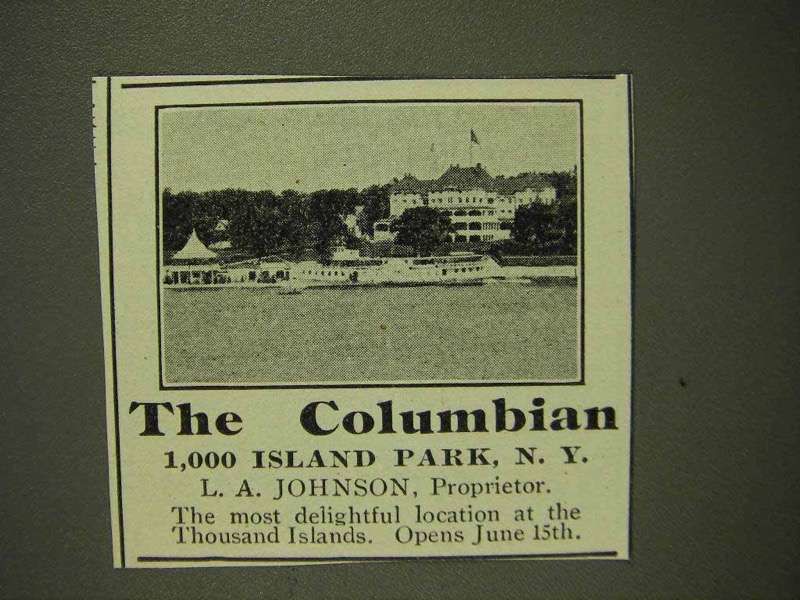 The Columbian
1,000 ISLAND PARK, N. Y.
L. A. JOHNSON, Proprietor.
The most delightful location at the
Thousand Islands. Opens June 15th.